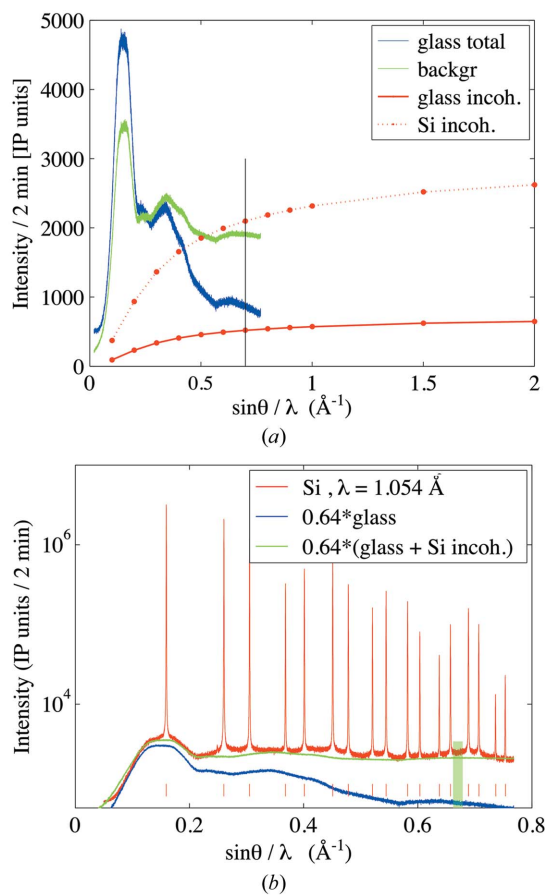 5000
4000
3000
2000
1000
0
Intensity / 2 min [IP units]
glass total
backgr
glass incoh.
Si incoh.
0 0.5 1 1.5 2
sinθ / λ (Å⁻¹)
(a)
Si , λ = 1.054 Å
0.64*glass
0.64*(glass + Si incoh.)
10⁶
10⁴
Intensity (IP units / 2 min)
0 0.2 0.4 0.6 0.8
sinθ / λ (Å⁻¹)
(b)